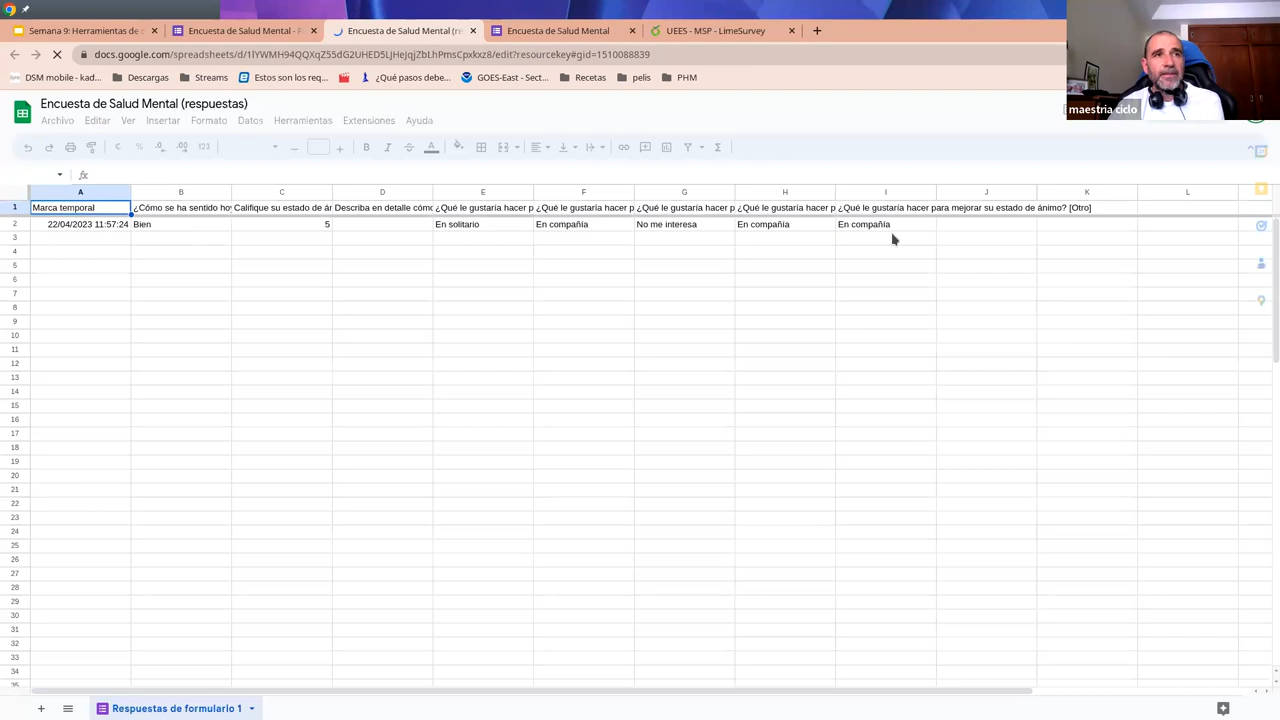 Semana 9: Herramientas de
Encuesta de Salud Mental -
Encuesta de Salud Mental (re
Encuesta de Salud Mental
UEES - MSP - LimeSurvey
docs.google.com/spreadsheets/d/1lYWMH94QQXqZ55dG2UHED5LJHeJqjZbLhPmsCpxkxz8/edit?resourcekey#gid=1510088839
DSM mobile - kad...
Descargas
Streams
Estos son los req...
¿Qué pasos debe...
GOES-East - Sect...
Recetas
pelis
PHM
maestria ciclo
Encuesta de Salud Mental (respuestas)
Archivo Editar Ver Insertar Formato Datos Herramientas Extensiones Ayuda
123
A B C D E F G H I J K L
1 Marca temporal ¿Cómo se ha sentido hoy Califique su estado de án Describa en detalle cómo ¿Qué le gustaría hacer p ¿Qué le gustaría hacer p ¿Qué le gustaría hacer p ¿Qué le gustaría hacer p ¿Qué le gustaría hacer para mejorar su estado de ánimo? [Otro]
2 22/04/2023 11:57:24 Bien 5 En solitario En compañía No me interesa En compañía En compañía
3
4
5
6
7
8
9
10
11
12
13
14
15
16
17
18
19
20
21
22
23
24
25
26
27
28
29
30
31
32
33
34
35
Respuestas de formulario 1